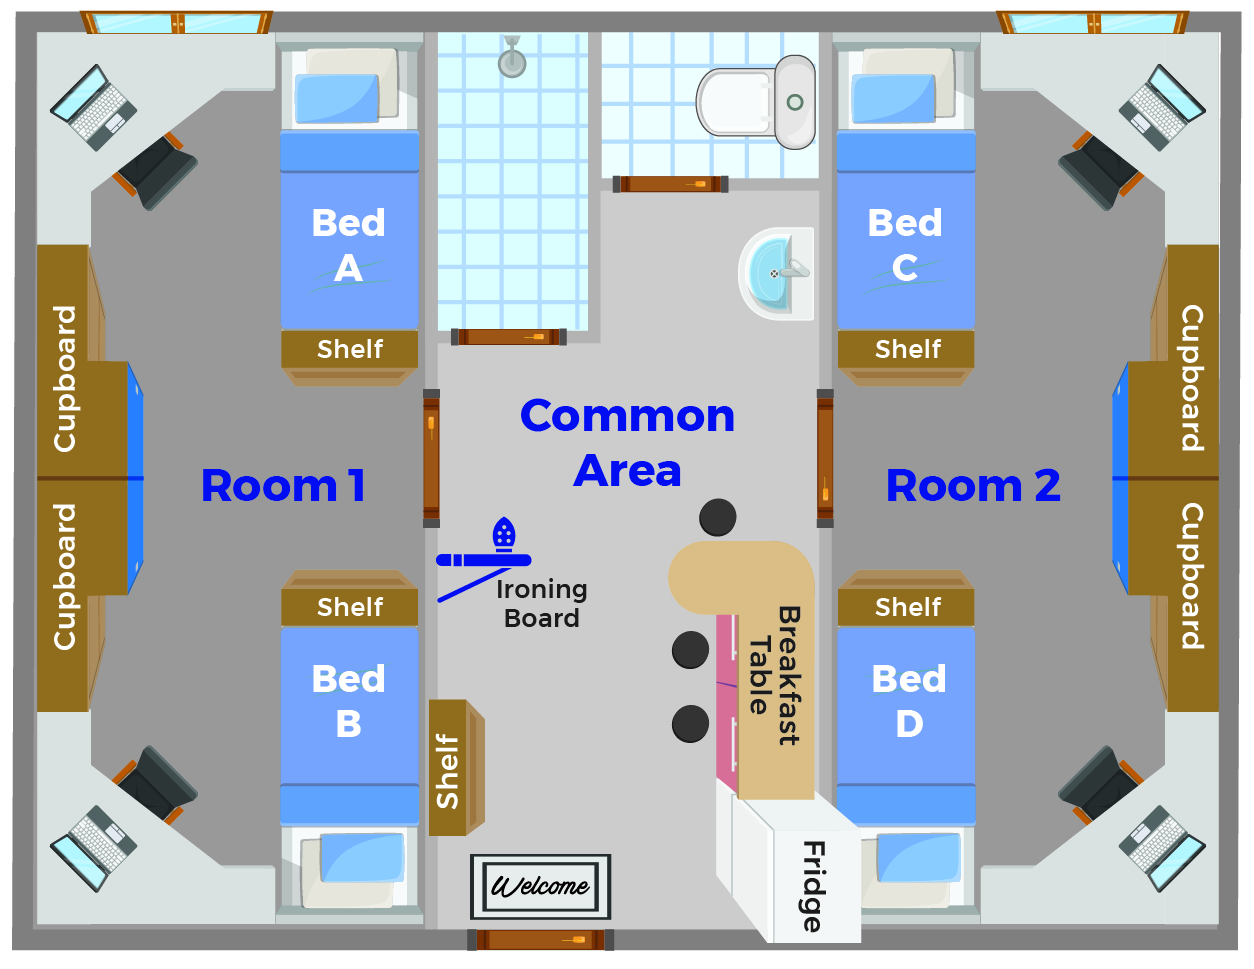 Bed
A
Shelf
Bed
C
Shelf
Cupboard
Cupboard
Common
Area
Room 1
Room 2
Cupboard
Cupboard
Ironing
Board
Shelf
Shelf
Breakfast
Table
Bed
B
Bed
D
Shelf
Welcome
Fridge